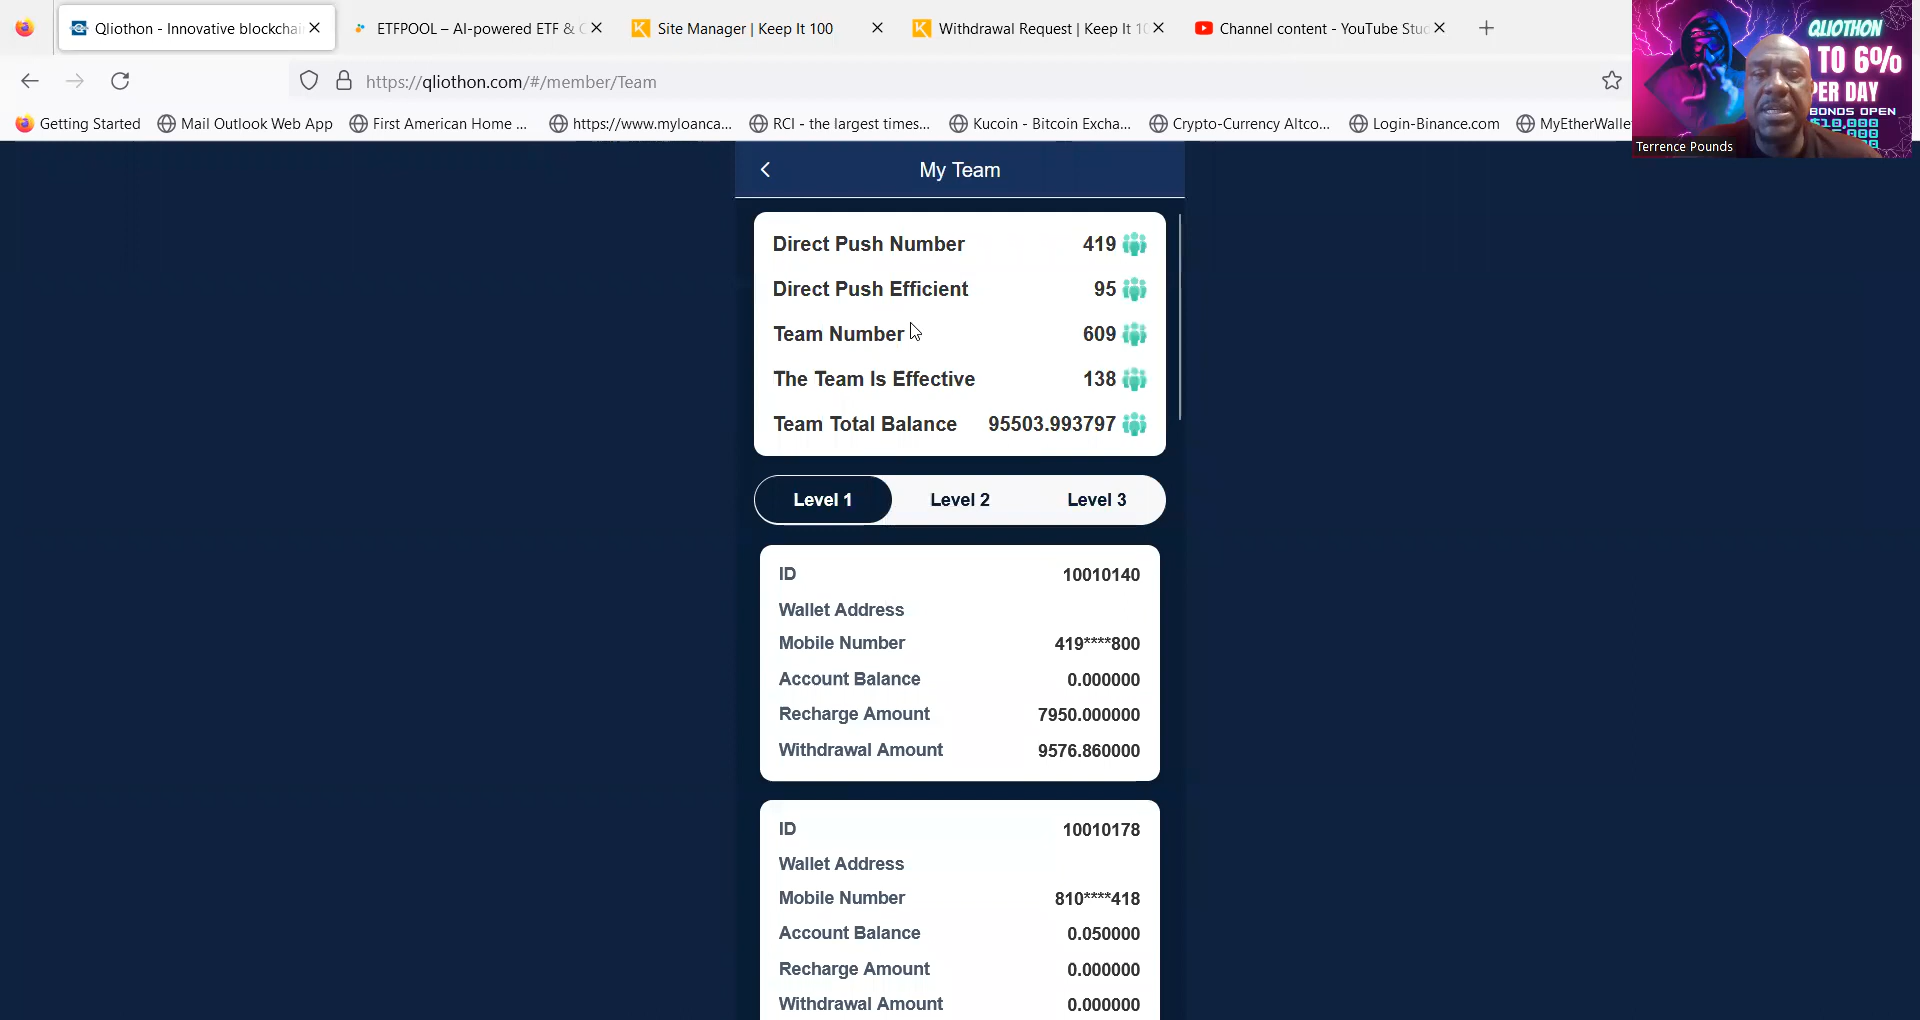 Qliothon - Innovative blockchai
ETFPOOL – AI-powered ETF & C
Site Manager | Keep It 100
Withdrawal Request | Keep It 10
Channel content - YouTube Stud
https://qliothon.com/#/member/Team
Getting Started
Mail Outlook Web App
First American Home ...
https://www.myloanca...
RCI - the largest times...
Kucoin - Bitcoin Excha...
Crypto-Currency Altco...
Login-Binance.com
MyEtherWalle
QLIOTHON
TO 6%
PER DAY
BONDS OPEN
$10,000
Terrence Pounds
My Team
Direct Push Number 419
Direct Push Efficient 95
Team Number 609
The Team Is Effective 138
Team Total Balance 95503.993797
Level 1 Level 2 Level 3
ID 10010140
Wallet Address
Mobile Number 419****800
Account Balance 0.000000
Recharge Amount 7950.000000
Withdrawal Amount 9576.860000
ID 10010178
Wallet Address
Mobile Number 810****418
Account Balance 0.050000
Recharge Amount 0.000000
Withdrawal Amount 0.000000